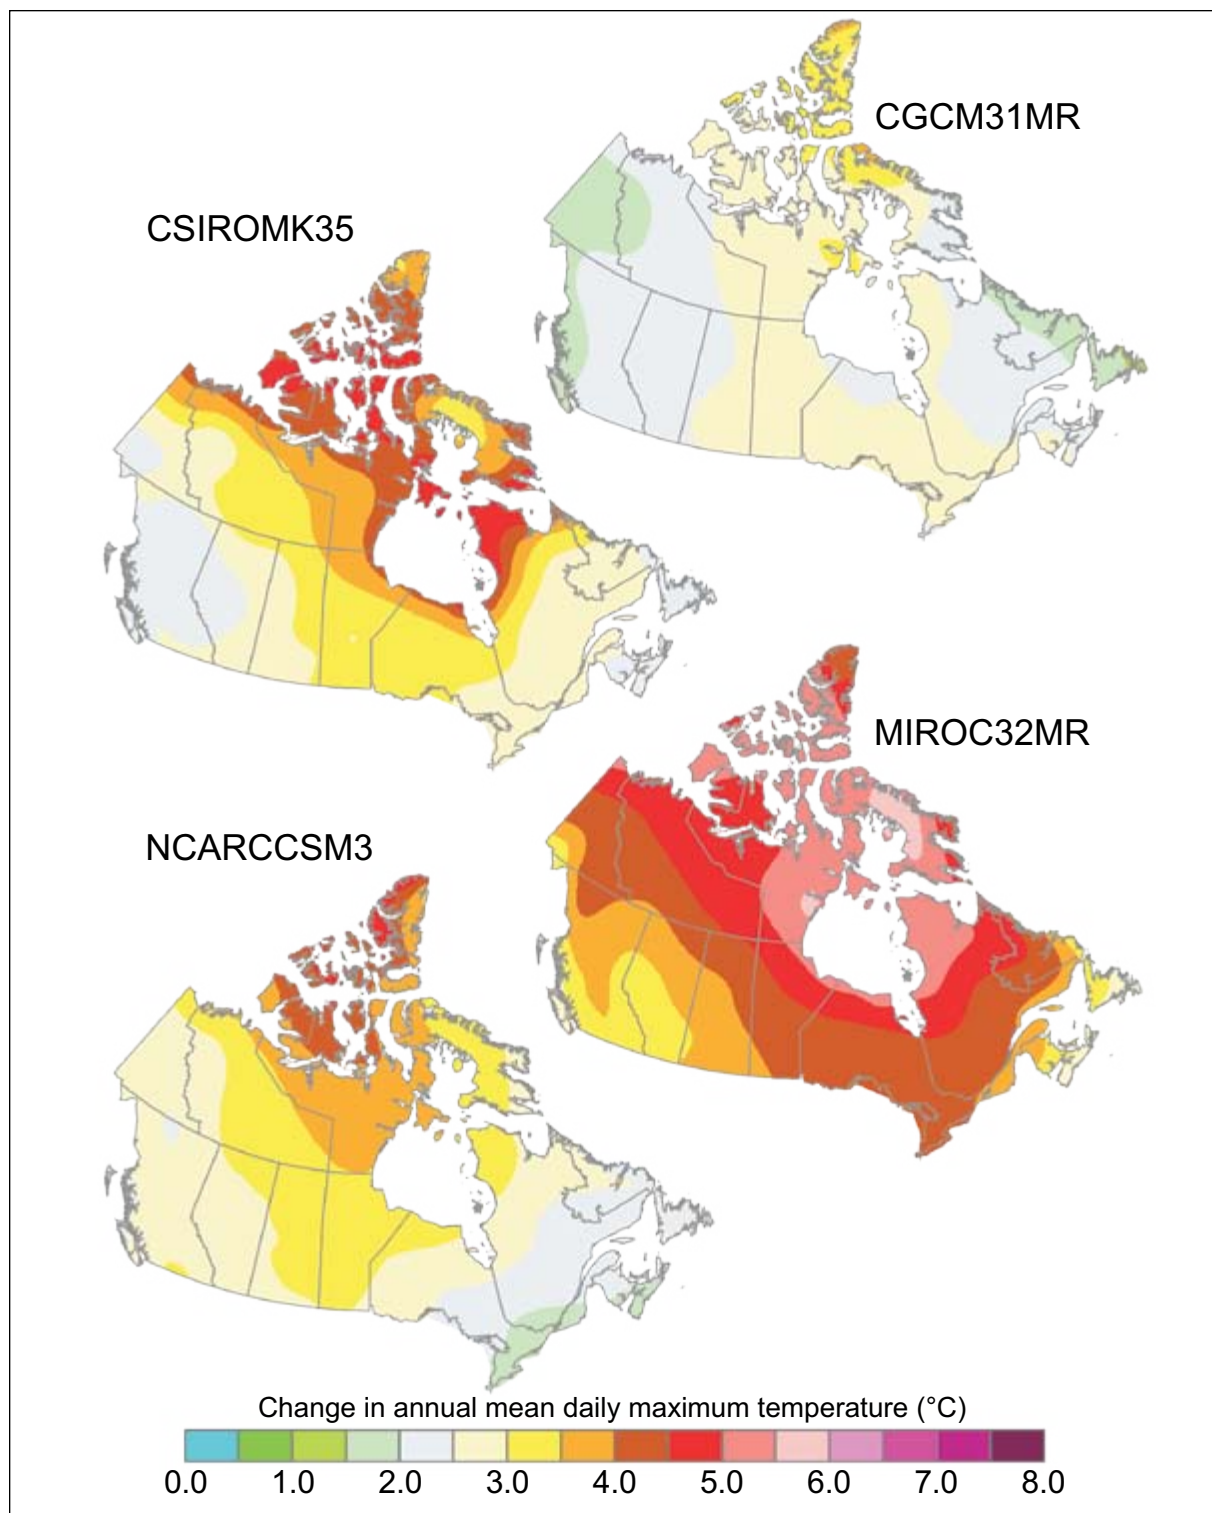 CGCM31MR
CSIROMK35
MIROC32MR
NCARCCSM3
Change in annual mean daily maximum temperature (°C)
0.0 1.0 2.0 3.0 4.0 5.0 6.0 7.0 8.0